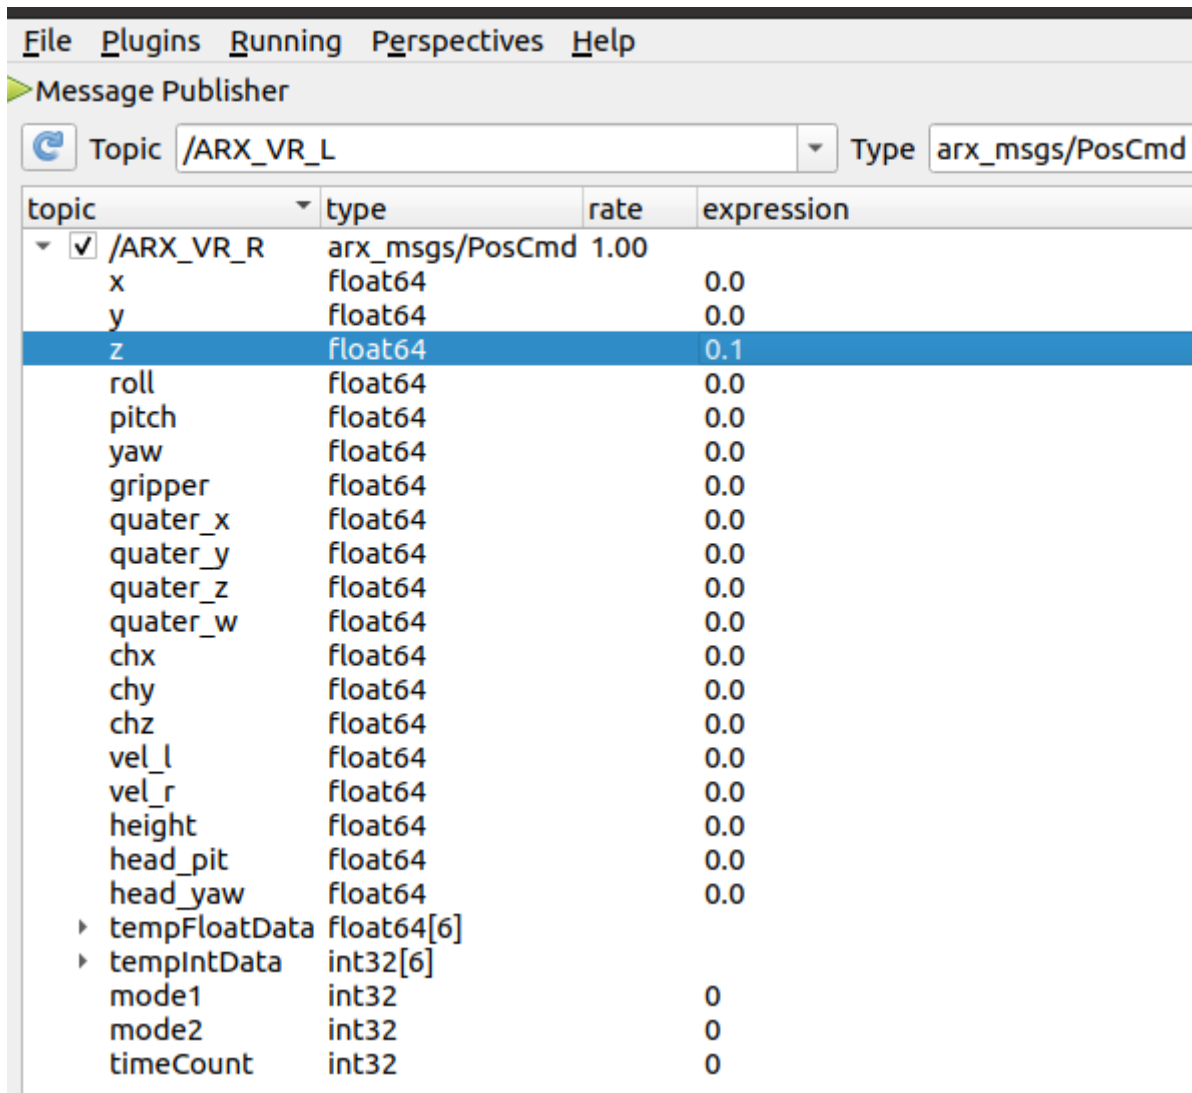 File Plugins Running Perspectives Help
Message Publisher
Topic /ARX_VR_L Type arx_msgs/PosCmd
topic type rate expression
/ARX_VR_R arx_msgs/PosCmd 1.00
x float64 0.0
y float64 0.0
z float64 0.1
roll float64 0.0
pitch float64 0.0
yaw float64 0.0
gripper float64 0.0
quater_x float64 0.0
quater_y float64 0.0
quater_z float64 0.0
quater_w float64 0.0
chx float64 0.0
chy float64 0.0
chz float64 0.0
vel_l float64 0.0
vel_r float64 0.0
height float64 0.0
head_pit float64 0.0
head_yaw float64 0.0
tempFloatData float64[6]
tempIntData int32[6]
mode1 int32 0
mode2 int32 0
timeCount int32 0